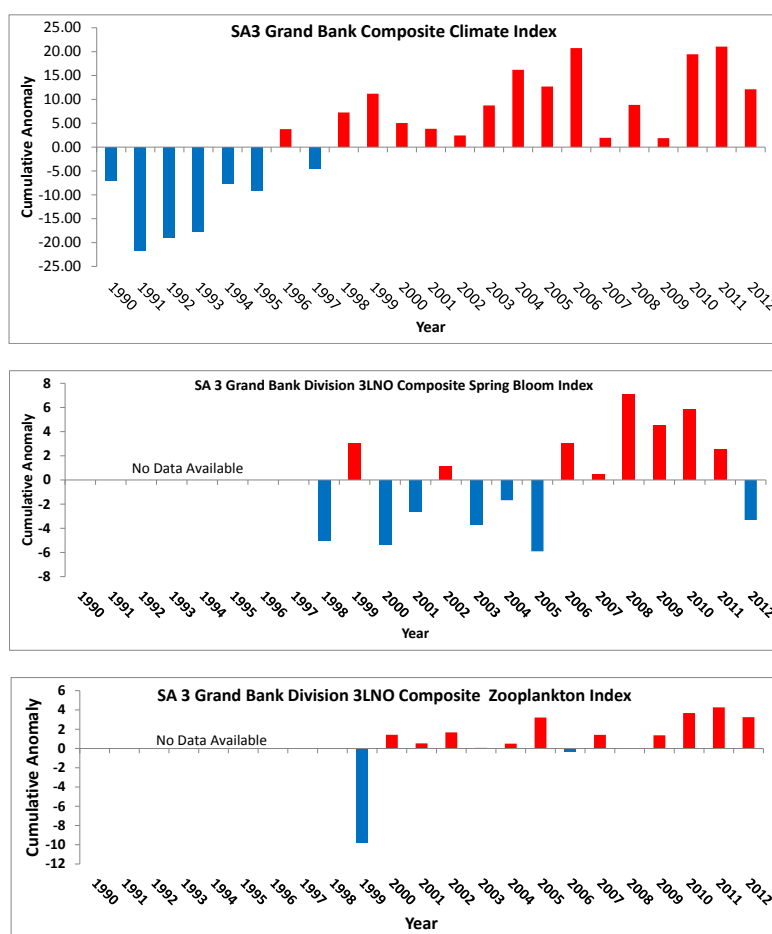 SA3 Grand Bank Composite Climate Index
25.00
20.00
15.00
10.00
5.00
0.00
-5.00
-10.00
-15.00
-20.00
-25.00
Cumulative Anomaly
1990 1991 1992 1993 1994 1995 1996 1997 1998 1999 2000 2001 2002 2003 2004 2005 2006 2007 2008 2009 2010 2011 2012
Year
SA 3 Grand Bank Division 3LNO Composite Spring Bloom Index
8
6
4
2
0
-2
-4
-6
-8
Cumulative Anomaly
No Data Available
1990 1991 1992 1993 1994 1995 1996 1997 1998 1999 2000 2001 2002 2003 2004 2005 2006 2007 2008 2009 2010 2011 2012
Year
SA 3 Grand Bank Division 3LNO Composite Zooplankton Index
6
4
2
0
-2
-4
-6
-8
-10
-12
Cumulative Anomaly
No Data Available
1990 1991 1992 1993 1994 1995 1996 1997 1998 1999 2000 2001 2002 2003 2004 2005 2006 2007 2008 2009 2010 2011 2012
Year